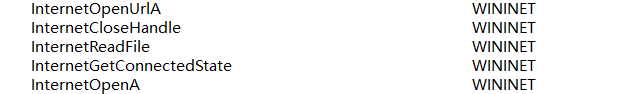 InternetOpenUrlA WININET
InternetCloseHandle WININET
InternetReadFile WININET
InternetGetConnectedState WININET
InternetOpenA WININET